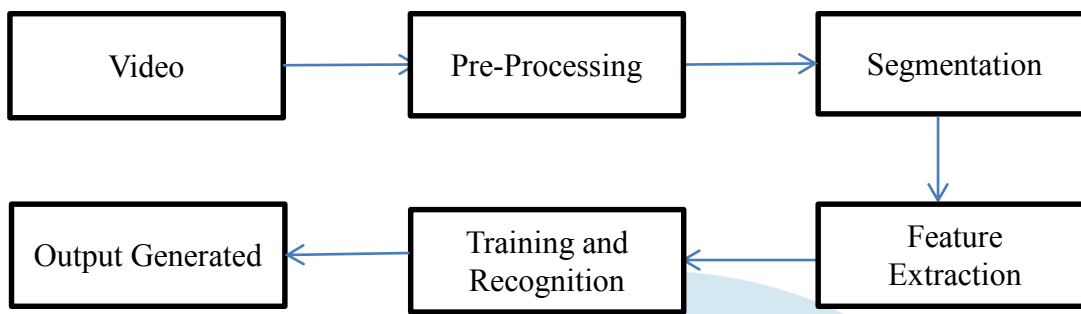 Video
Pre-Processing
Segmentation
Feature
Extraction
Training and
Recognition
Output Generated